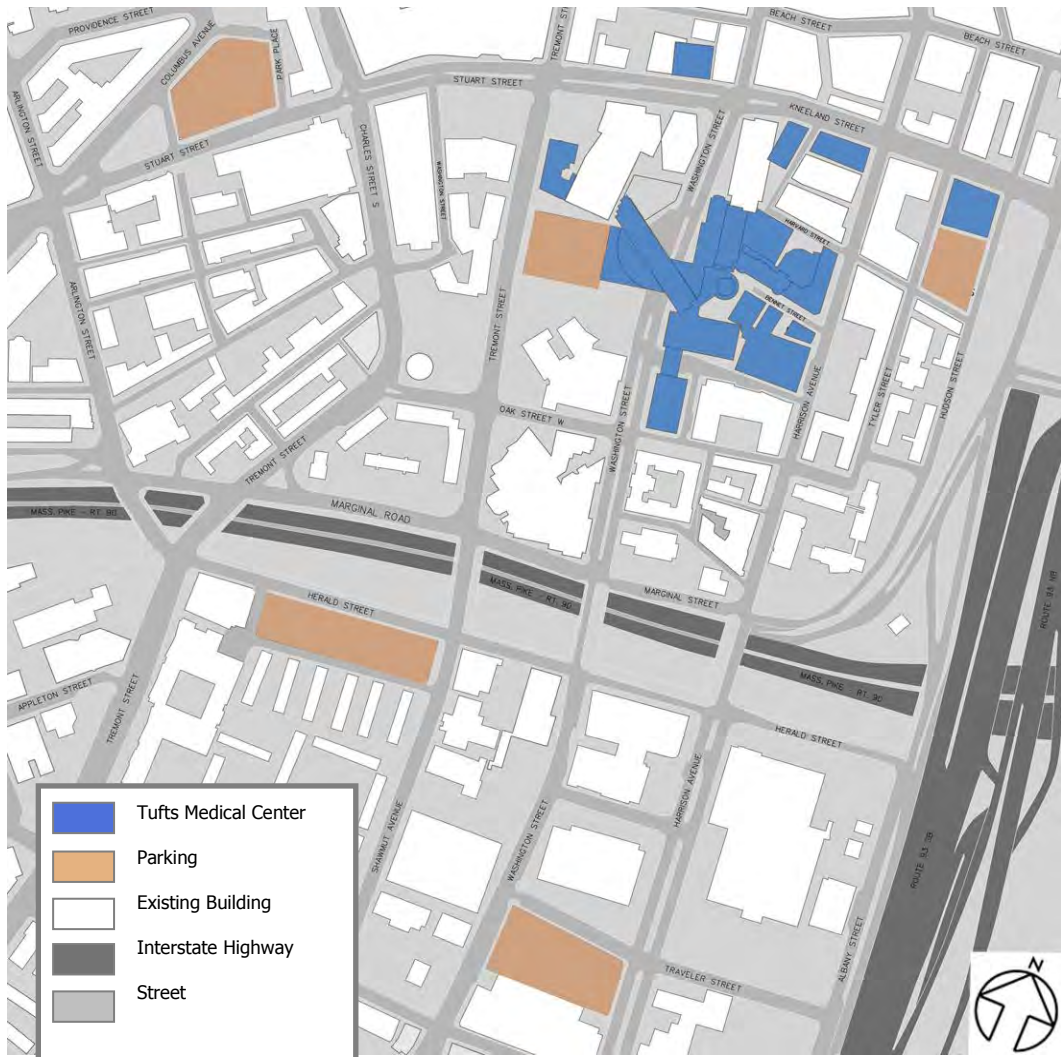 PROVIDENCE STREET
COLUMBUS AVENUE
PARK PLACE
TREMONT ST
BEACH STREET
BEACH STREET
ARLINGTON STREET
STUART STREET
STUART STREET
CHARLES STREET S
WASHINGTON STREET
WASHINGTON STREET
KNEELAND STREET
HARVARD STREET
BENNET STREET
ARLINGTON STREET
TREMONT STREET
OAK STREET W
WASHINGTON STREET
HARRISON AVENUE
TYLER STREET
HUDSON STREET
TREMONT STREET
MARGINAL ROAD
MASS. PIKE - RT. 90
MASS. PIKE - RT. 90
MARGINAL STREET
MASS. PIKE - RT. 90
ROUTE 93 NB
HERALD STREET
HERALD STREET
APPLETON STREET
TREMONT STREET
SHAWMUT AVENUE
WASHINGTON STREET
HARRISON AVENUE
ROUTE 93 SB
ALBANY STREET
TRAVELER STREET
Tufts Medical Center
Parking
Existing Building
Interstate Highway
Street
N